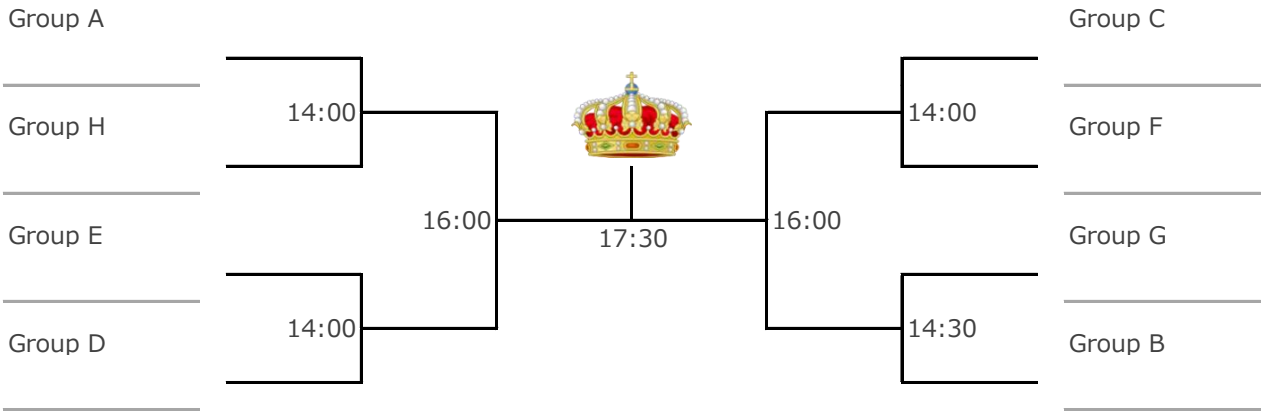 Group A
Group C
14:00
14:00
Group H
Group F
16:00
16:00
17:30
Group E
Group G
14:00
14:30
Group D
Group B